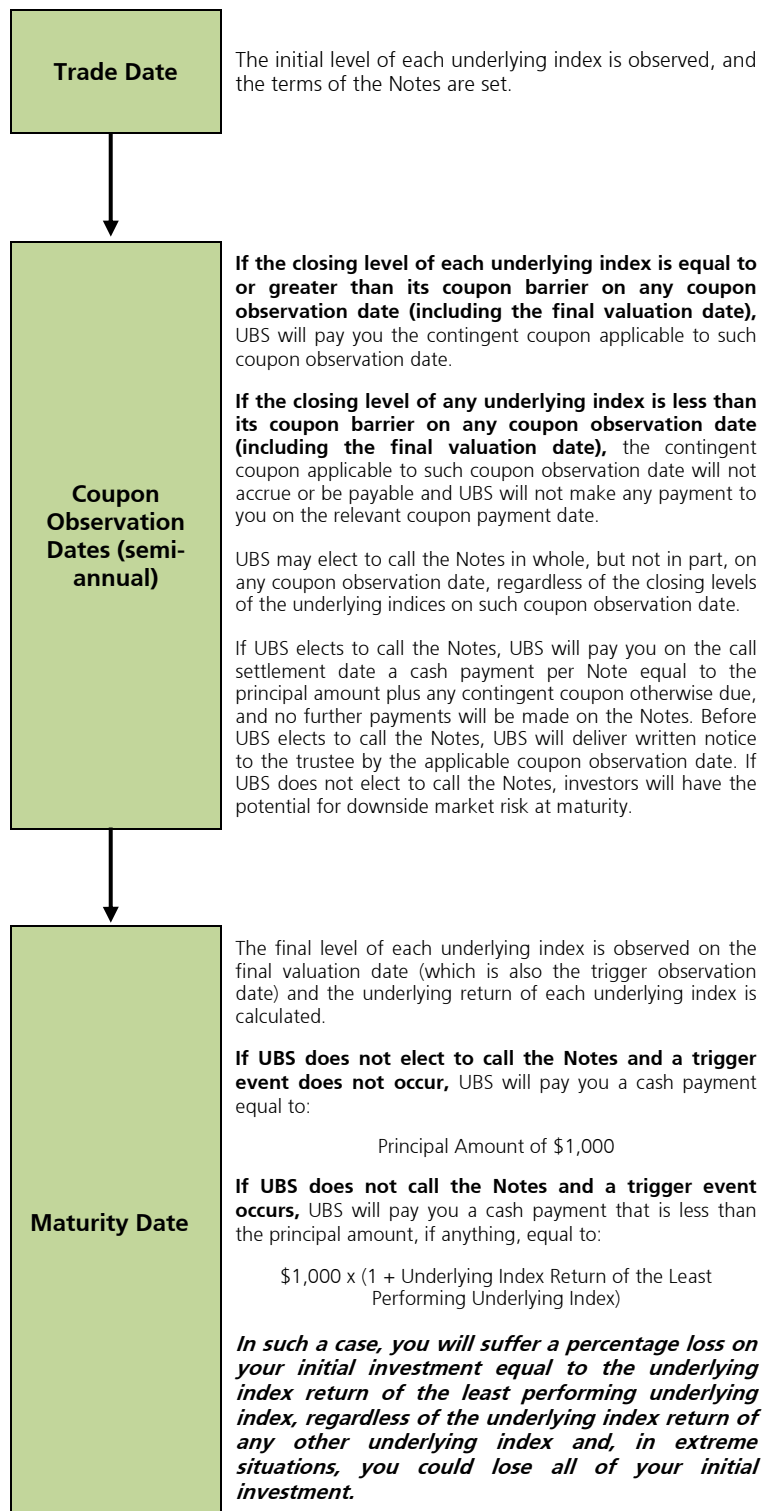 Trade Date
The initial level of each underlying index is observed, and
the terms of the Notes are set.
Coupon
Observation
Dates (semi-
annual)
If the closing level of each underlying index is equal to
or greater than its coupon barrier on any coupon
observation date (including the final valuation date),
UBS will pay you the contingent coupon applicable to such
coupon observation date.
If the closing level of any underlying index is less than
its coupon barrier on any coupon observation date
(including the final valuation date), the contingent
coupon applicable to such coupon observation date will not
accrue or be payable and UBS will not make any payment to
you on the relevant coupon payment date.
UBS may elect to call the Notes in whole, but not in part, on
any coupon observation date, regardless of the closing levels
of the underlying indices on such coupon observation date.
If UBS elects to call the Notes, UBS will pay you on the call
settlement date a cash payment per Note equal to the
principal amount plus any contingent coupon otherwise due,
and no further payments will be made on the Notes. Before
UBS elects to call the Notes, UBS will deliver written notice
to the trustee by the applicable coupon observation date. If
UBS does not elect to call the Notes, investors will have the
potential for downside market risk at maturity.
Maturity Date
The final level of each underlying index is observed on the
final valuation date (which is also the trigger observation
date) and the underlying return of each underlying index is
calculated.
If UBS does not elect to call the Notes and a trigger
event does not occur, UBS will pay you a cash payment
equal to:
Principal Amount of $1,000
If UBS does not call the Notes and a trigger event
occurs, UBS will pay you a cash payment that is less than
the principal amount, if anything, equal to:
$1,000 x (1 + Underlying Index Return of the Least
Performing Underlying Index)
In such a case, you will suffer a percentage loss on
your initial investment equal to the underlying
index return of the least performing underlying
index, regardless of the underlying index return of
any other underlying index and, in extreme
situations, you could lose all of your initial
investment.